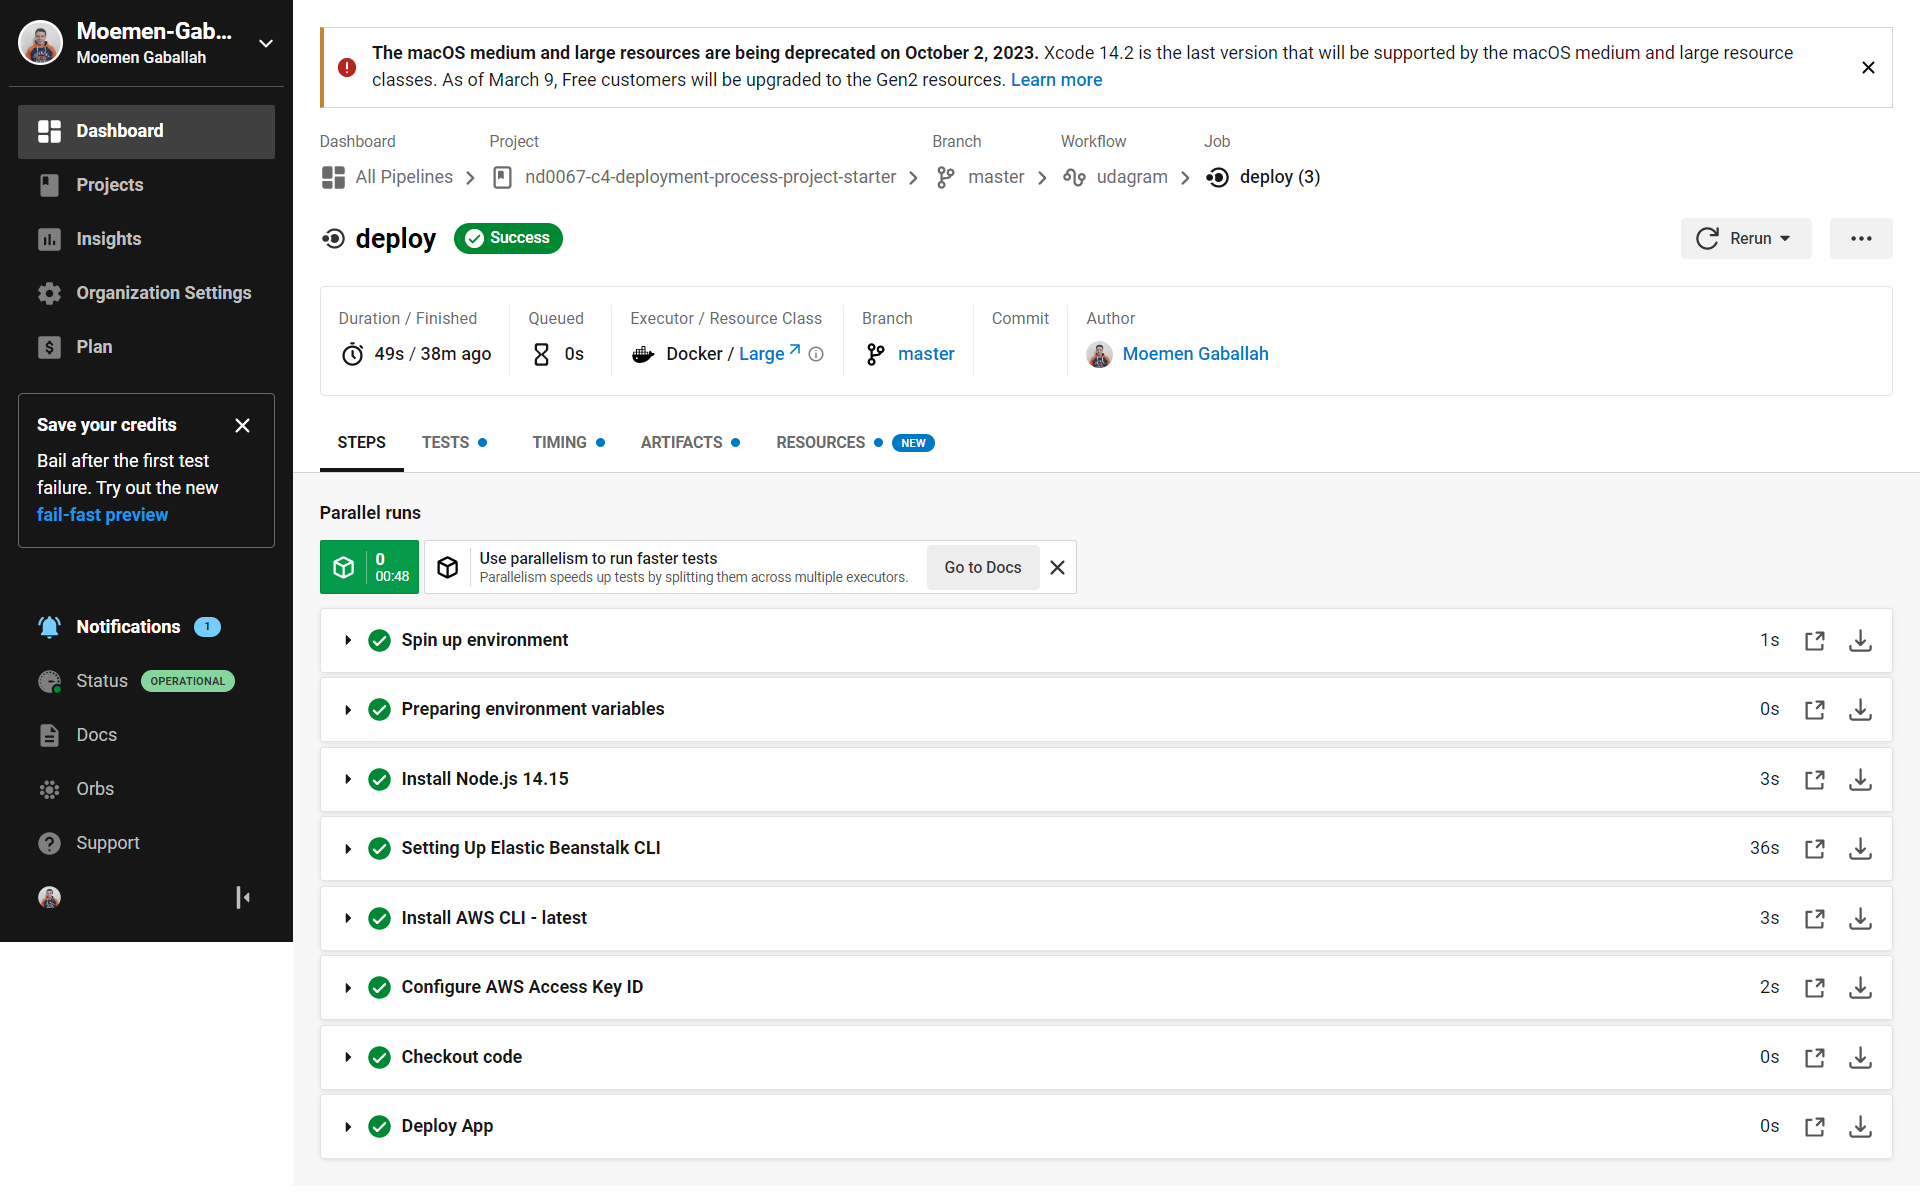 Moemen-Gab...
Moemen Gaballah
Dashboard
Projects
Insights
Organization Settings
Plan
Save your credits
Bail after the first test
failure. Try out the new
fail-fast preview
Notifications 1
Status OPERATIONAL
Docs
Orbs
Support
The macOS medium and large resources are being deprecated on October 2, 2023. Xcode 14.2 is the last version that will be supported by the macOS medium and large resource
classes. As of March 9, Free customers will be upgraded to the Gen2 resources. Learn more
Dashboard Project Branch Workflow Job
All Pipelines nd0067-c4-deployment-process-project-starter master udagram deploy (3)
deploy Success
Rerun
Duration / Finished Queued Executor / Resource Class Branch Commit Author
49s / 38m ago 0s Docker / Large master Moemen Gaballah
STEPS TESTS TIMING ARTIFACTS RESOURCES NEW
Parallel runs
0
00:48
Use parallelism to run faster tests
Parallelism speeds up tests by splitting them across multiple executors.
Go to Docs
Spin up environment 1s
Preparing environment variables 0s
Install Node.js 14.15 3s
Setting Up Elastic Beanstalk CLI 36s
Install AWS CLI - latest 3s
Configure AWS Access Key ID 2s
Checkout code 0s
Deploy App 0s